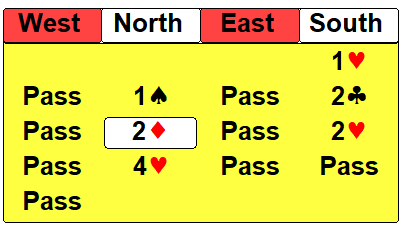 West North East South
1♥
Pass 1♠ Pass 2♣
Pass 2♦ Pass 2♥
Pass 4♥ Pass Pass
Pass